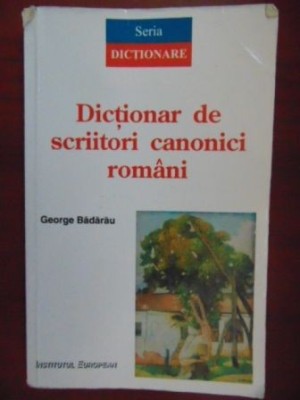 Seria
DICȚIONARE
Dicționar de
scriitori canonici
români
George Bădărău
INSTITUTUL EUROPEAN